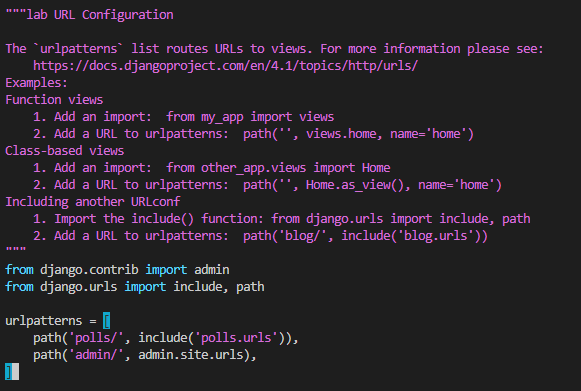 """lab URL Configuration

The `urlpatterns` list routes URLs to views. For more information please see:
    https://docs.djangoproject.com/en/4.1/topics/http/urls/
Examples:
Function views
    1. Add an import:  from my_app import views
    2. Add a URL to urlpatterns:  path('', views.home, name='home')
Class-based views
    1. Add an import:  from other_app.views import Home
    2. Add a URL to urlpatterns:  path('', Home.as_view(), name='home')
Including another URLconf
    1. Import the include() function: from django.urls import include, path
    2. Add a URL to urlpatterns:  path('blog/', include('blog.urls'))
"""
from django.contrib import admin
from django.urls import include, path

urlpatterns = [
    path('polls/', include('polls.urls')),
    path('admin/', admin.site.urls),
]